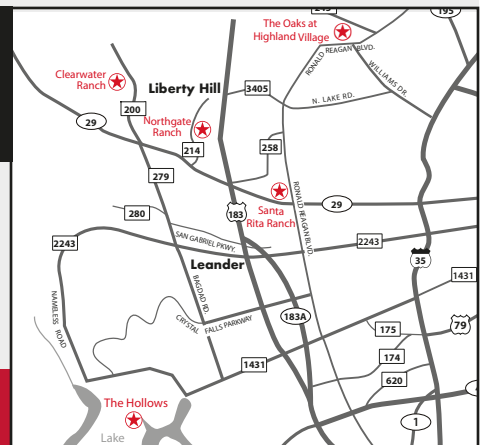 243
195
The Oaks at
Highland Village
RONALD REAGAN BLVD.
WILLIAMS DR.
Clearwater
Ranch
Liberty Hill
3405
N. LAKE RD.
200
29
Northgate
Ranch
214
258
279
RONALD REAGAN BLVD.
280
183
Santa
Rita Ranch
29
2243
SAN GABRIEL PKWY.
2243
Leander
35
1431
BAGDAD RD.
NAMELESS ROAD
CRYSTAL FALLS PARKWAY
183A
175
79
174
1431
620
The Hollows
1
Lake